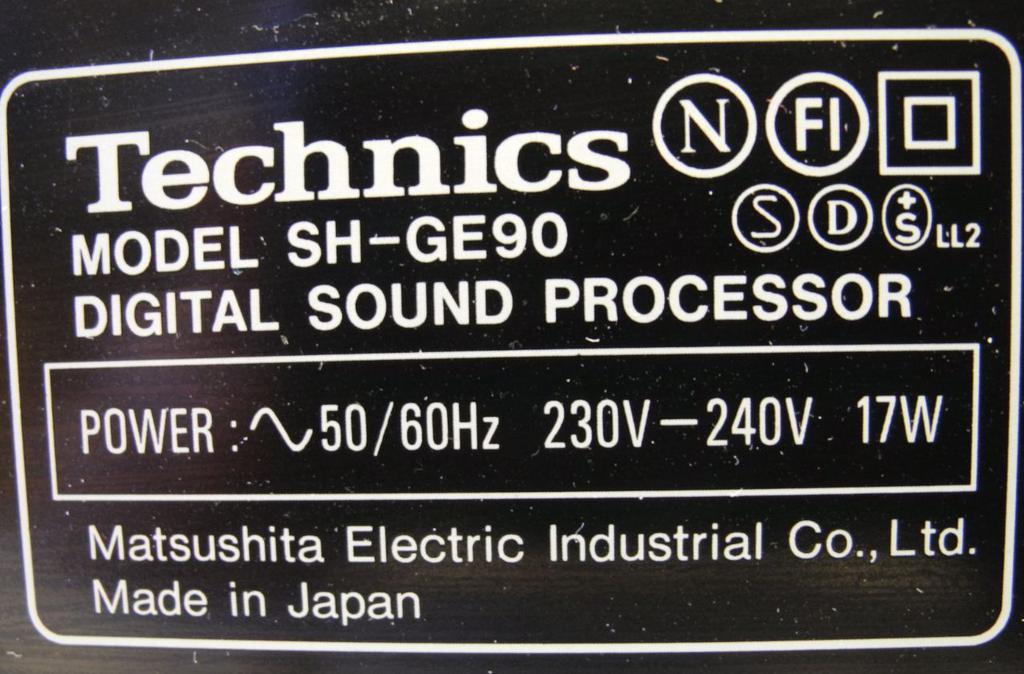 Technics N FI
MODEL SH-GE90 S D +S LL2
DIGITAL SOUND PROCESSOR
POWER : ∿50/60Hz 230V—240V 17W
Matsushita Electric Industrial Co., Ltd.
Made in Japan